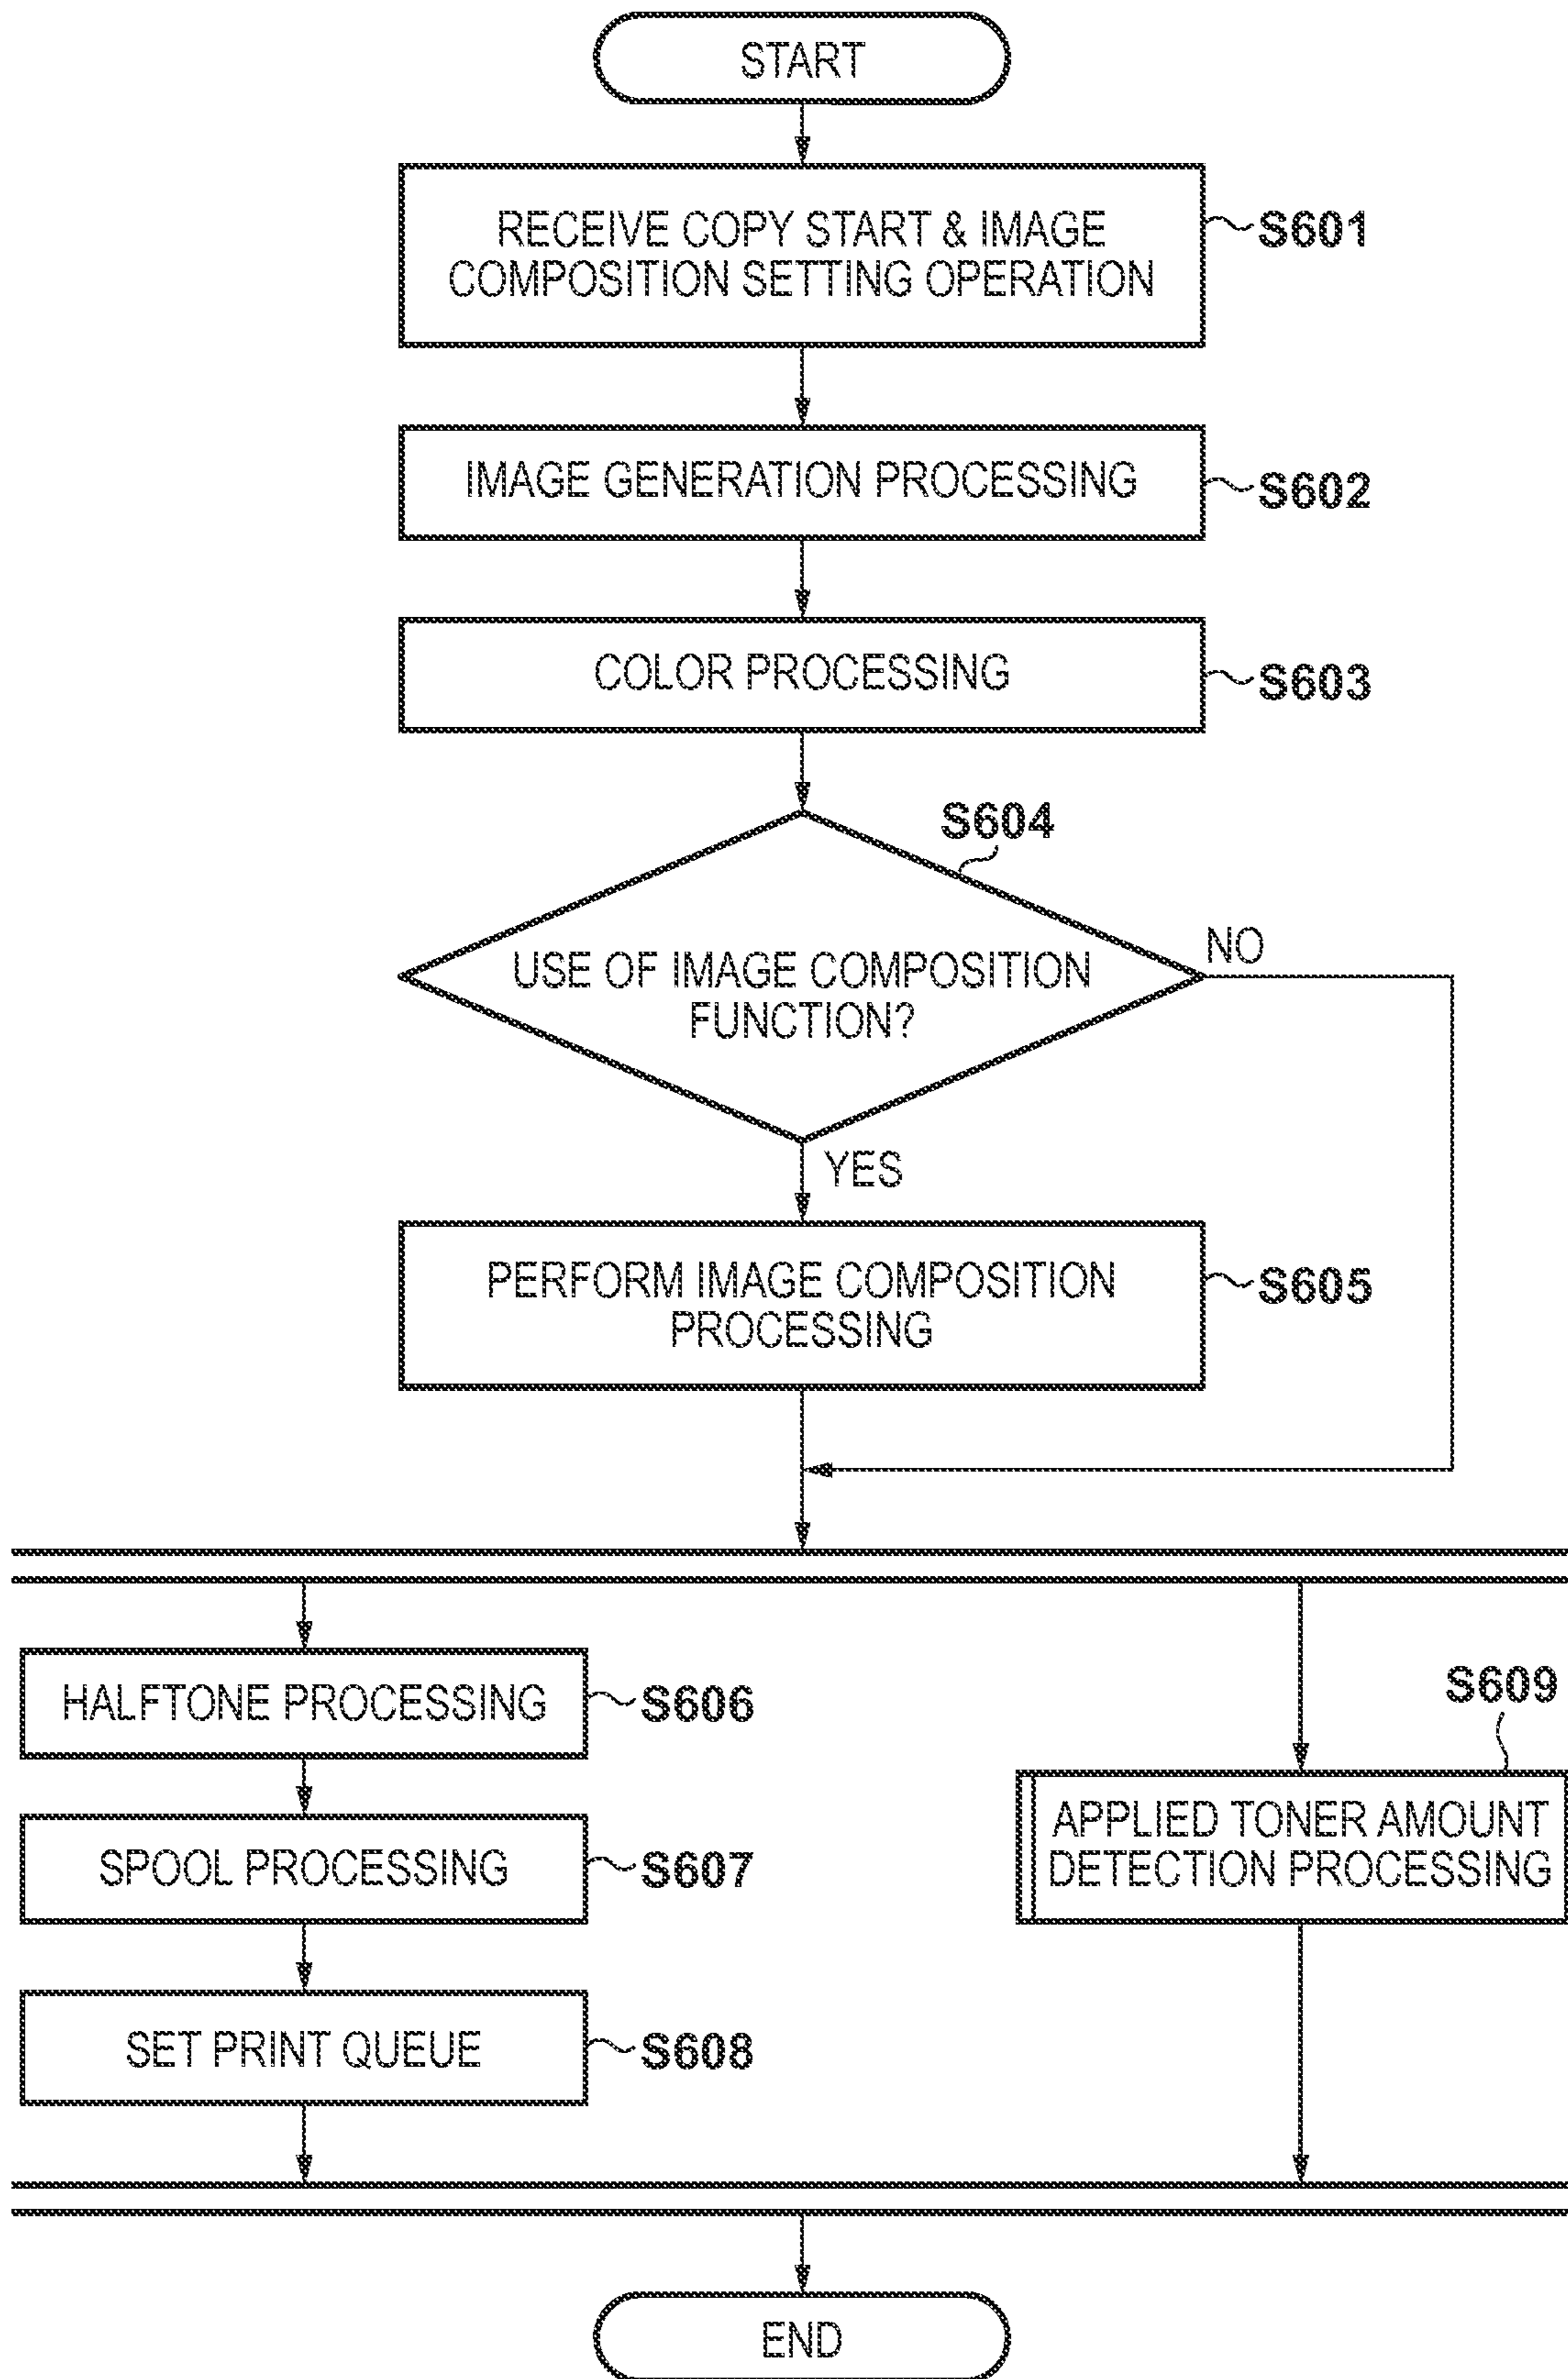 START
RECEIVE COPY START & IMAGE
COMPOSITION SETTING OPERATION
S601
IMAGE GENERATION PROCESSING
S602
COLOR PROCESSING
S603
S604
USE OF IMAGE COMPOSITION
FUNCTION?
NO
YES
PERFORM IMAGE COMPOSITION
PROCESSING
S605
HALFTONE PROCESSING
S606
SPOOL PROCESSING
S607
SET PRINT QUEUE
S608
S609
APPLIED TONER AMOUNT
DETECTION PROCESSING
END